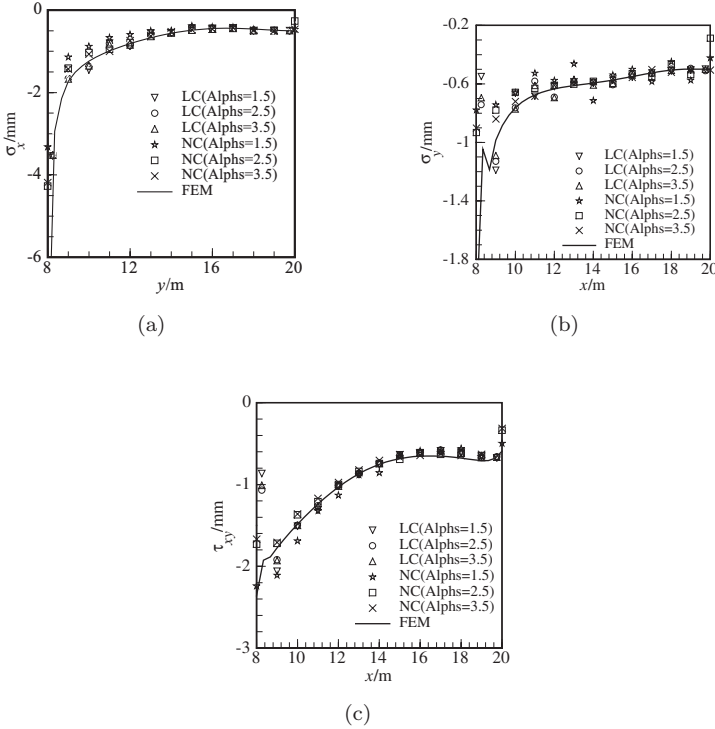 0
-2
-4
-6
σx/mm
LC(Alphs=1.5)
LC(Alphs=2.5)
LC(Alphs=3.5)
NC(Alphs=1.5)
NC(Alphs=2.5)
NC(Alphs=3.5)
FEM
8 10 12 14 16 18 20
y/m
(a)
-0.2
-0.6
-1
-1.4
-1.8
σy/mm
LC(Alphs=1.5)
LC(Alphs=2.5)
LC(Alphs=3.5)
NC(Alphs=1.5)
NC(Alphs=2.5)
NC(Alphs=3.5)
FEM
8 10 12 14 16 18 20
x/m
(b)
0
-1
-2
-3
τxy/mm
LC(Alphs=1.5)
LC(Alphs=2.5)
LC(Alphs=3.5)
NC(Alphs=1.5)
NC(Alphs=2.5)
NC(Alphs=3.5)
FEM
8 10 12 14 16 18 20
x/m
(c)